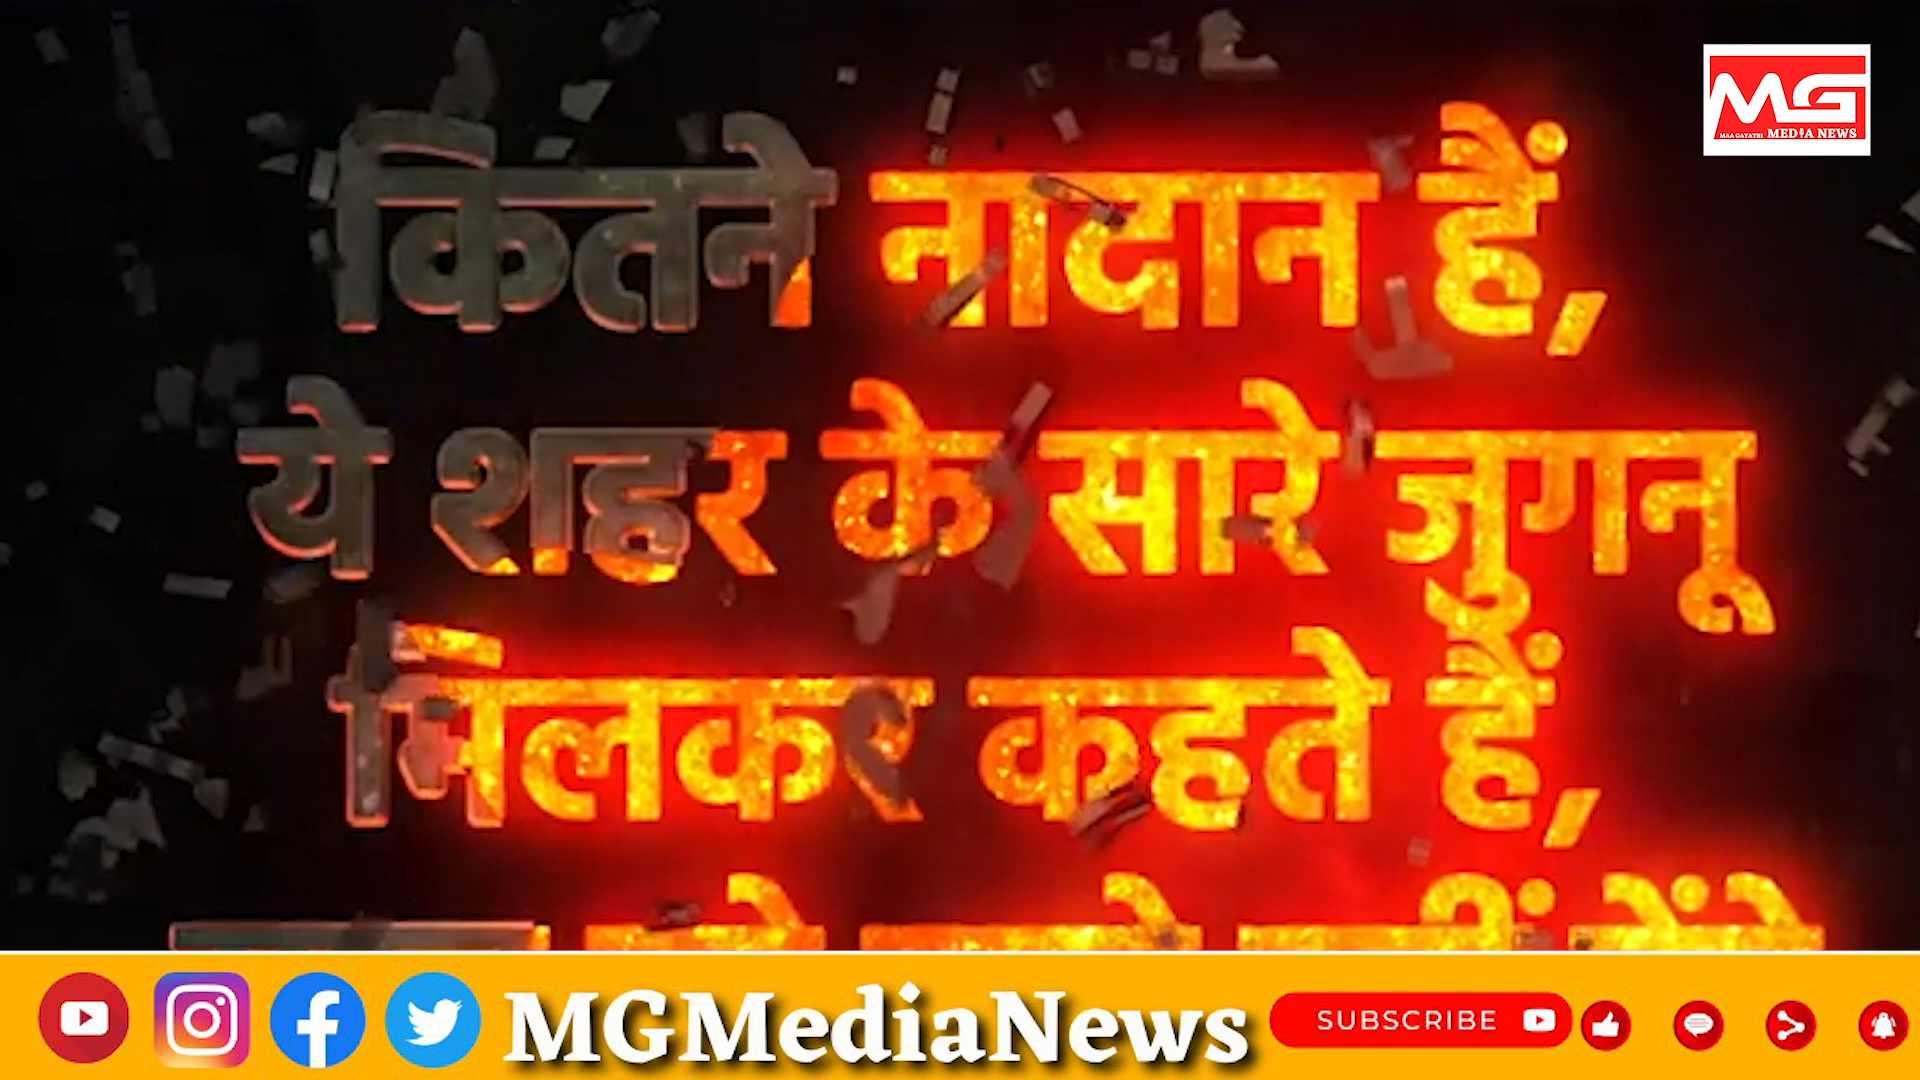 MG
MAA GAYATRI MEDIA NEWS
कितने नादान हैं,
ये शहर के सारे जुगनू
मिलकर कहते हैं,
MGMediaNews
SUBSCRIBE